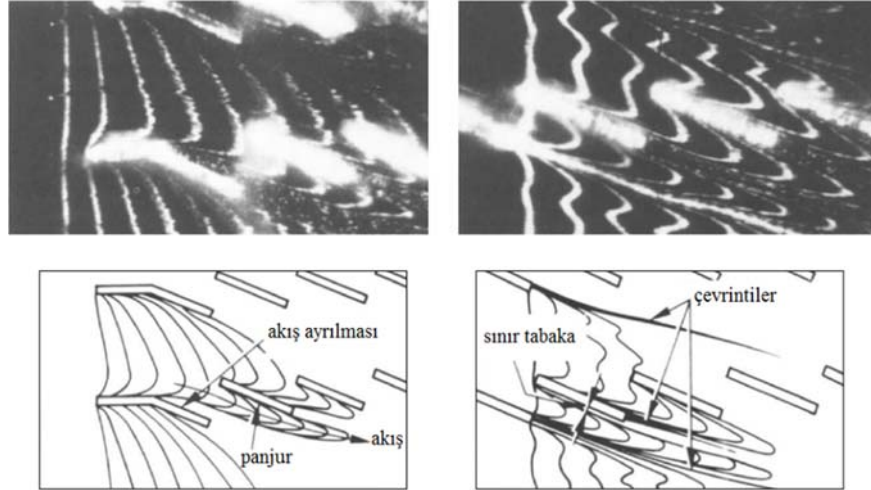 akış ayrılması
akış
panjur
çevrintiler
sınır tabaka